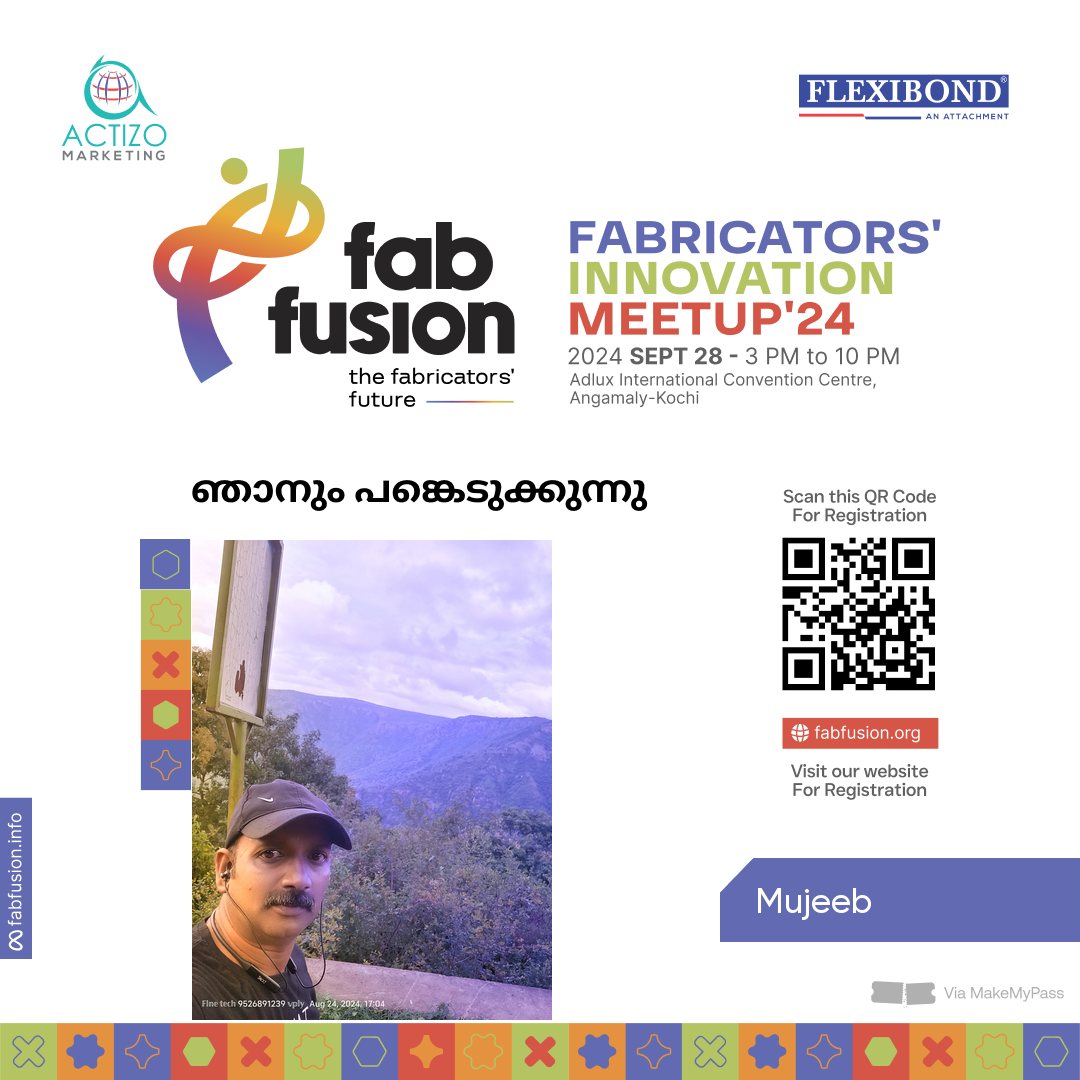 ACTIZO
MARKETING
FLEXIBOND®
AN ATTACHMENT
fab
fusion
the fabricators'
future
FABRICATORS'
INNOVATION
MEETUP'24
2024 SEPT 28 - 3 PM to 10 PM
Adlux International Convention Centre,
Angamaly-Kochi
ഞാനും പങ്കെടുക്കുന്നു
Scan this QR Code
For Registration
fabfusion.org
Visit our website
For Registration
fabfusion.info
Mujeeb
FIne tech 9526891239 vply Aug 24, 2024, 17:04
Via MakeMyPass